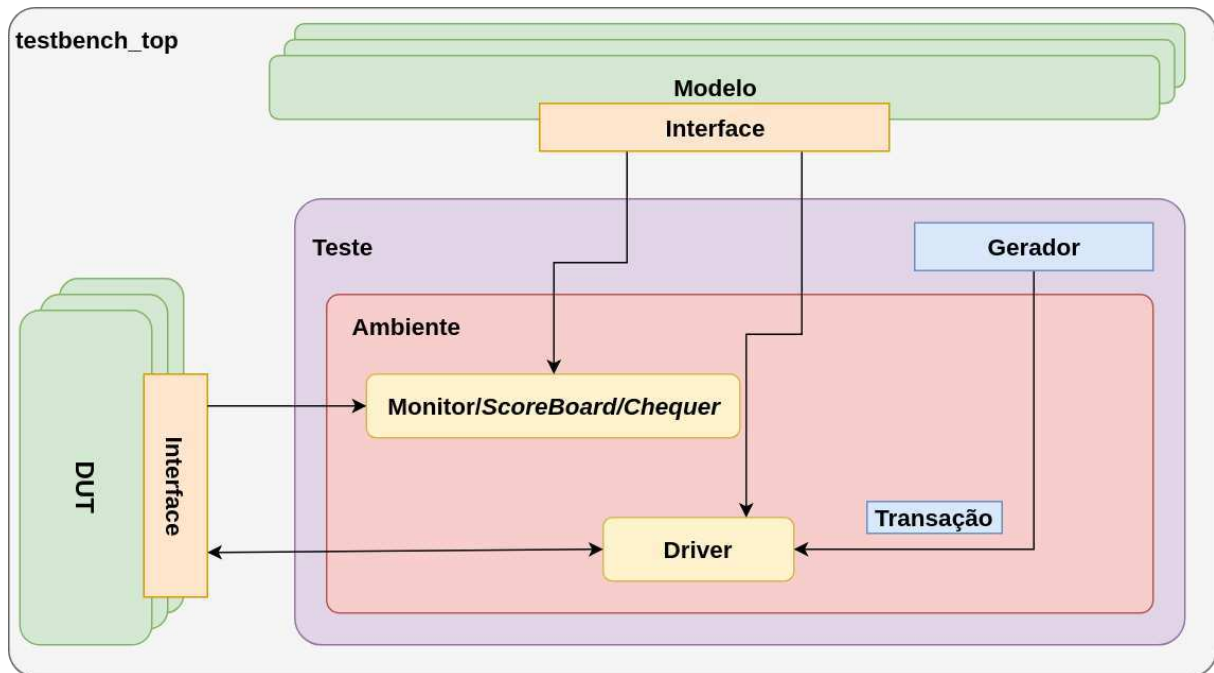 testbench_top
Modelo
Interface
Teste
Gerador
Ambiente
Monitor/ScoreBoard/Chequer
DUT
Interface
Transação
Driver